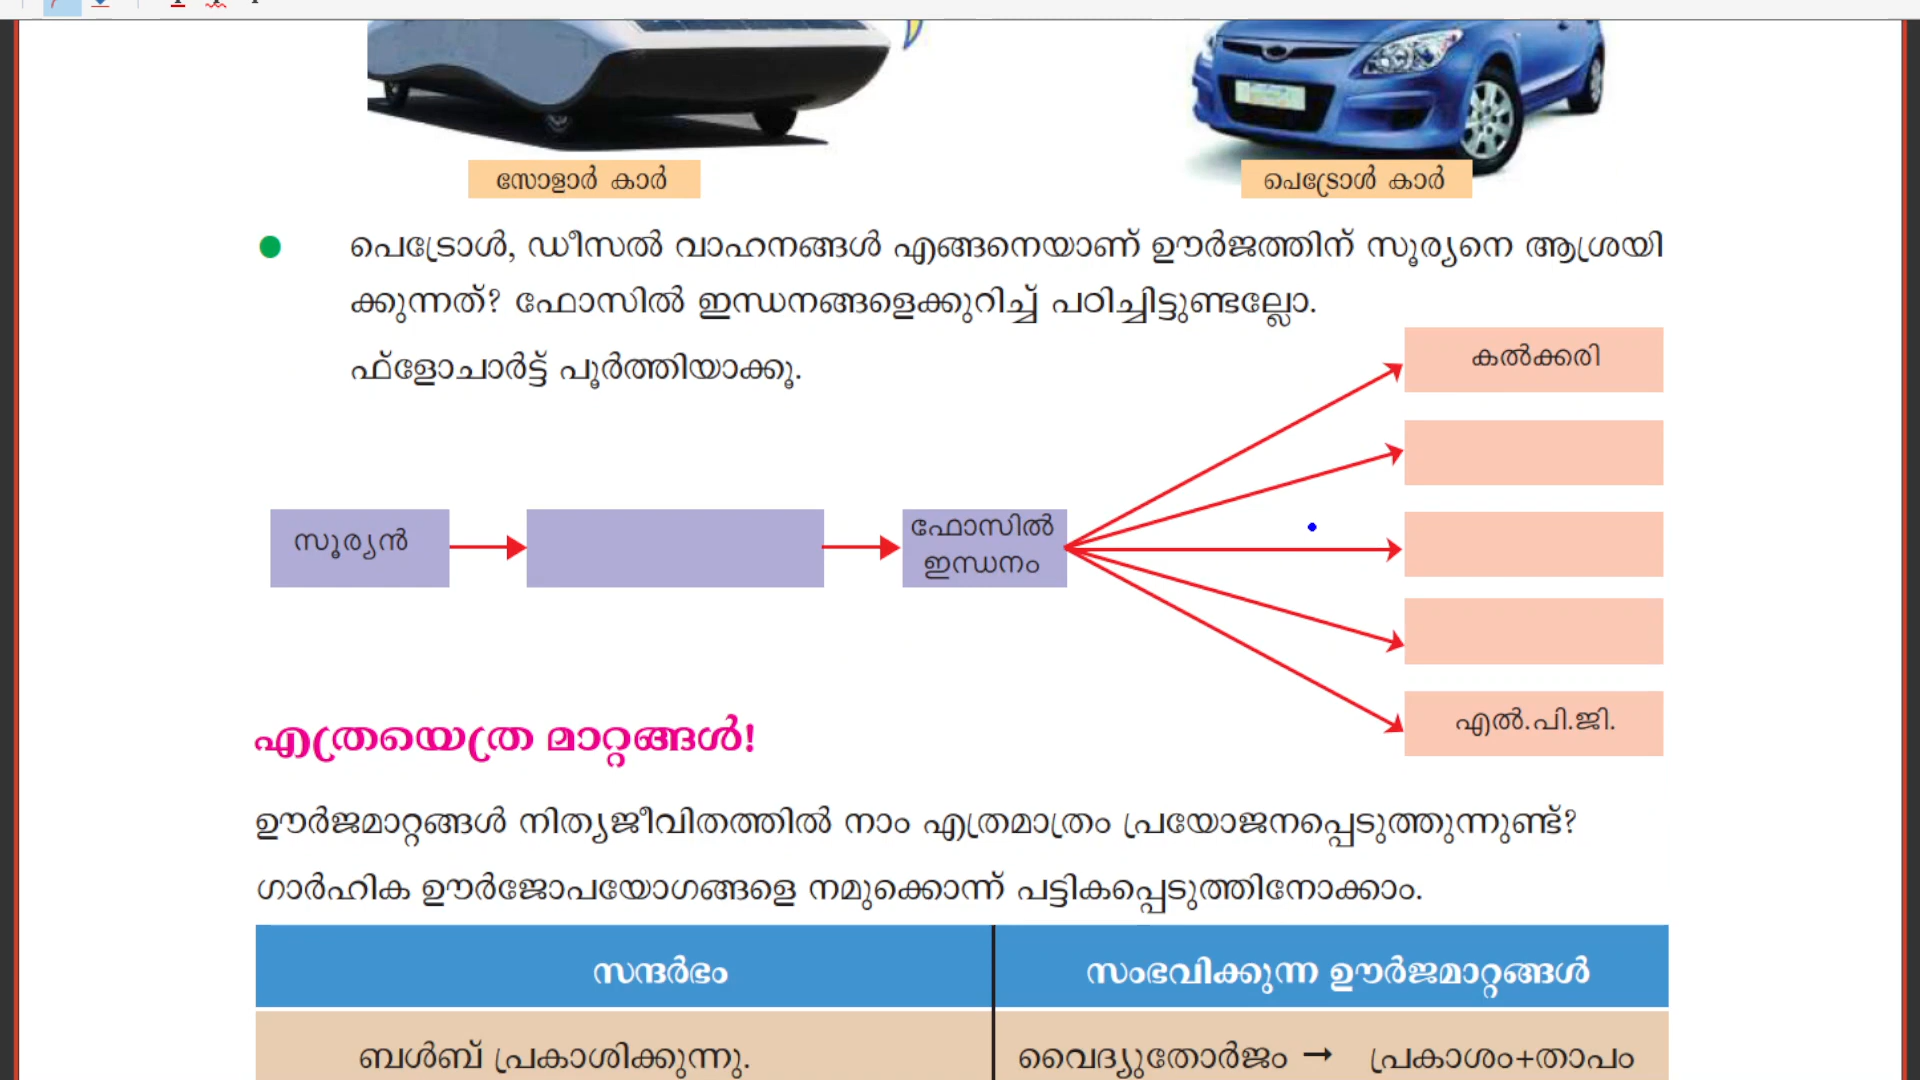 സോളാർ കാർ
പെട്രോൾ കാർ
പെട്രോൾ, ഡീസൽ വാഹനങ്ങൾ എങ്ങനെയാണ് ഊർജത്തിന് സൂര്യനെ ആശ്രയി
ക്കുന്നത്? ഫോസിൽ ഇന്ധനങ്ങളെക്കുറിച്ച് പഠിച്ചിട്ടുണ്ടല്ലോ.
ഫ്ളോചാർട്ട് പൂർത്തിയാക്കൂ.
കൽക്കരി
സൂര്യൻ
ഫോസിൽ
ഇന്ധനം
എൽ.പി.ജി.
എത്രയെത്ര മാറ്റങ്ങൾ!
ഊർജമാറ്റങ്ങൾ നിത്യജീവിതത്തിൽ നാം എത്രമാത്രം പ്രയോജനപ്പെടുത്തുന്നുണ്ട്?
ഗാർഹിക ഊർജോപയോഗങ്ങളെ നമുക്കൊന്ന് പട്ടികപ്പെടുത്തിനോക്കാം.
സന്ദർഭം
സംഭവിക്കുന്ന ഊർജമാറ്റങ്ങൾ
ബൾബ് പ്രകാശിക്കുന്നു.
വൈദ്യുതോർജം → പ്രകാശം+താപം